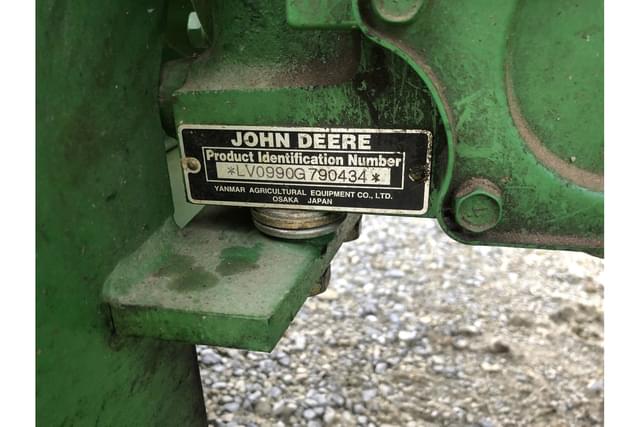 JOHN DEERE
Product Identification Number
*LV0990G790434*
YANMAR AGRICULTURAL EQUIPMENT CO., LTD.
OSAKA JAPAN